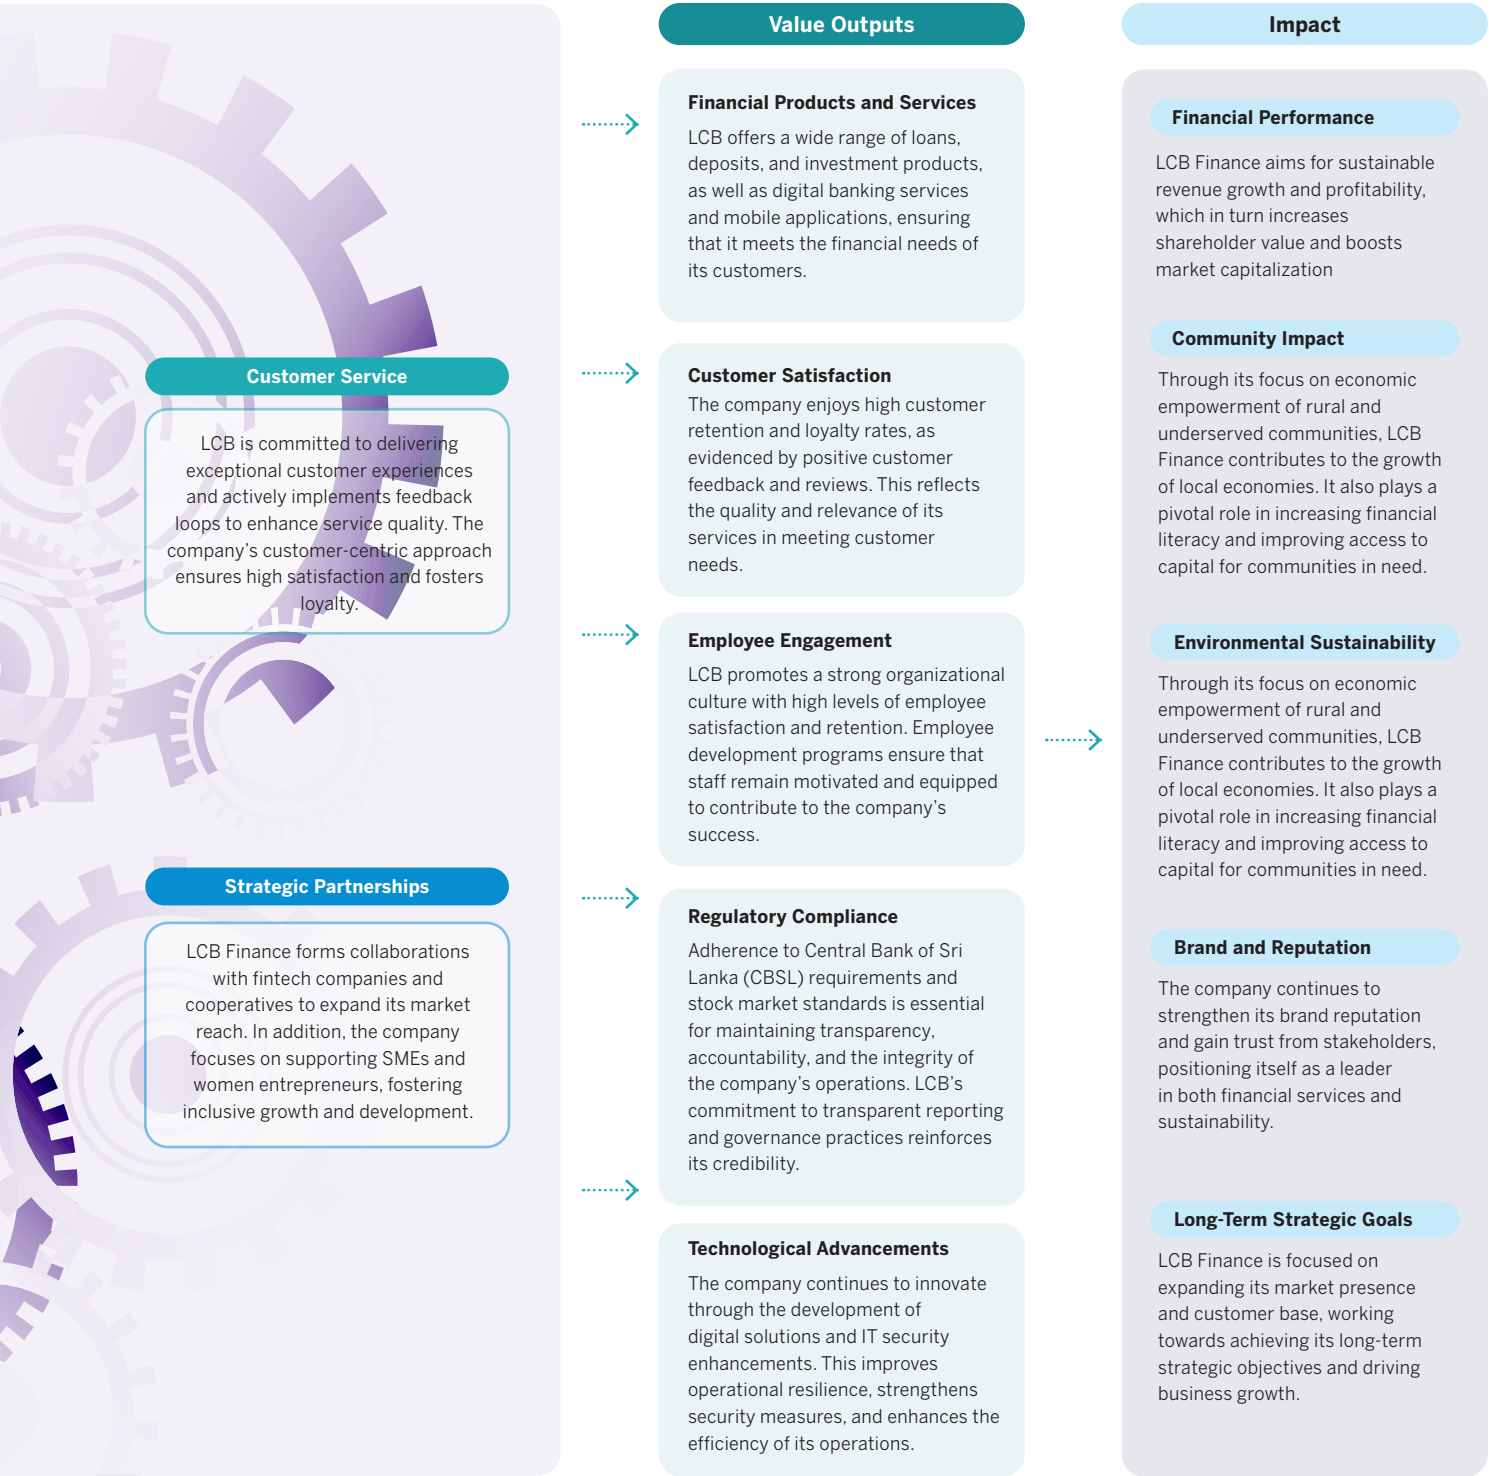 Customer Service
LCB is committed to delivering
exceptional customer experiences
and actively implements feedback
loops to enhance service quality. The
company's customer-centric approach
ensures high satisfaction and fosters
loyalty.
Strategic Partnerships
LCB Finance forms collaborations
with fintech companies and
cooperatives to expand its market
reach. In addition, the company
focuses on supporting SMEs and
women entrepreneurs, fostering
inclusive growth and development.
Value Outputs
Financial Products and Services
LCB offers a wide range of loans,
deposits, and investment products,
as well as digital banking services
and mobile applications, ensuring
that it meets the financial needs of
its customers.
Customer Satisfaction
The company enjoys high customer
retention and loyalty rates, as
evidenced by positive customer
feedback and reviews. This reflects
the quality and relevance of its
services in meeting customer
needs.
Employee Engagement
LCB promotes a strong organizational
culture with high levels of employee
satisfaction and retention. Employee
development programs ensure that
staff remain motivated and equipped
to contribute to the company's
success.
Regulatory Compliance
Adherence to Central Bank of Sri
Lanka (CBSL) requirements and
stock market standards is essential
for maintaining transparency,
accountability, and the integrity of
the company's operations. LCB's
commitment to transparent reporting
and governance practices reinforces
its credibility.
Technological Advancements
The company continues to innovate
through the development of
digital solutions and IT security
enhancements. This improves
operational resilience, strengthens
security measures, and enhances the
efficiency of its operations.
Impact
Financial Performance
LCB Finance aims for sustainable
revenue growth and profitability,
which in turn increases
shareholder value and boosts
market capitalization
Community Impact
Through its focus on economic
empowerment of rural and
underserved communities, LCB
Finance contributes to the growth
of local economies. It also plays a
pivotal role in increasing financial
literacy and improving access to
capital for communities in need.
Environmental Sustainability
Through its focus on economic
empowerment of rural and
underserved communities, LCB
Finance contributes to the growth
of local economies. It also plays a
pivotal role in increasing financial
literacy and improving access to
capital for communities in need.
Brand and Reputation
The company continues to
strengthen its brand reputation
and gain trust from stakeholders,
positioning itself as a leader
in both financial services and
sustainability.
Long-Term Strategic Goals
LCB Finance is focused on
expanding its market presence
and customer base, working
towards achieving its long-term
strategic objectives and driving
business growth.